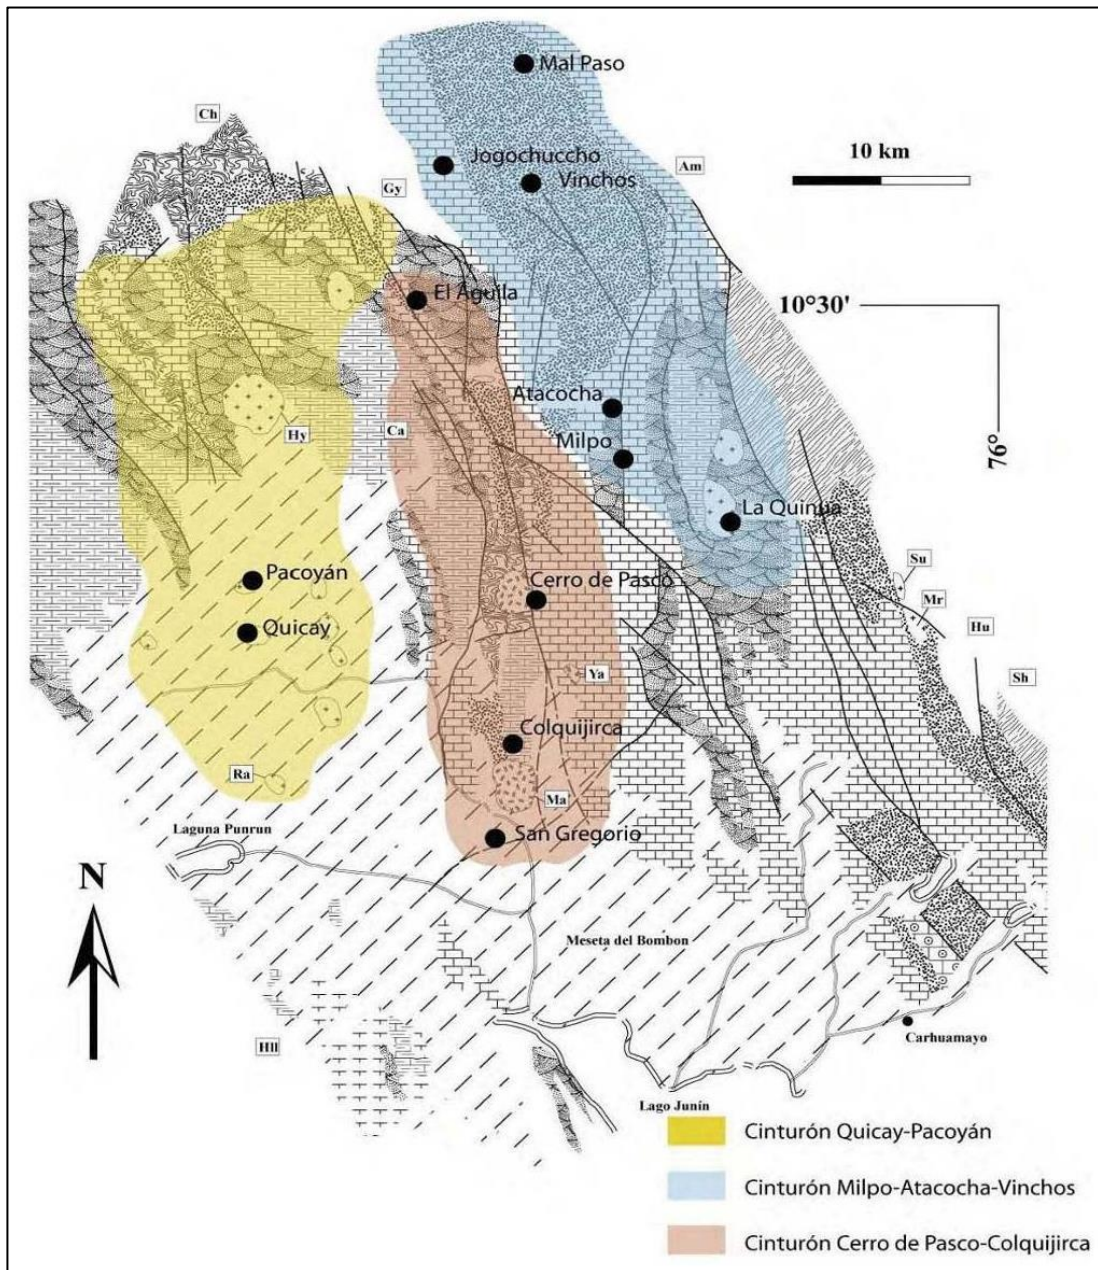 Mal Paso
Ch
10 km
Jogochuccho
Am
Gy
Vinchos
El Águila
10°30'
Atacocha
Ca
Hy
Milpo
76°
La Quinua
Su
Pacoyán
Cerro de Pasco
Mr
Quicay
Hu
Ya
Sh
Colquijirca
Ra
Ma
Laguna Punrun
San Gregorio
N
Meseta del Bombon
Hll
Carhuamayo
Lago Junín
Cinturón Quicay-Pacoyán
Cinturón Milpo-Atacocha-Vinchos
Cinturón Cerro de Pasco-Colquijirca